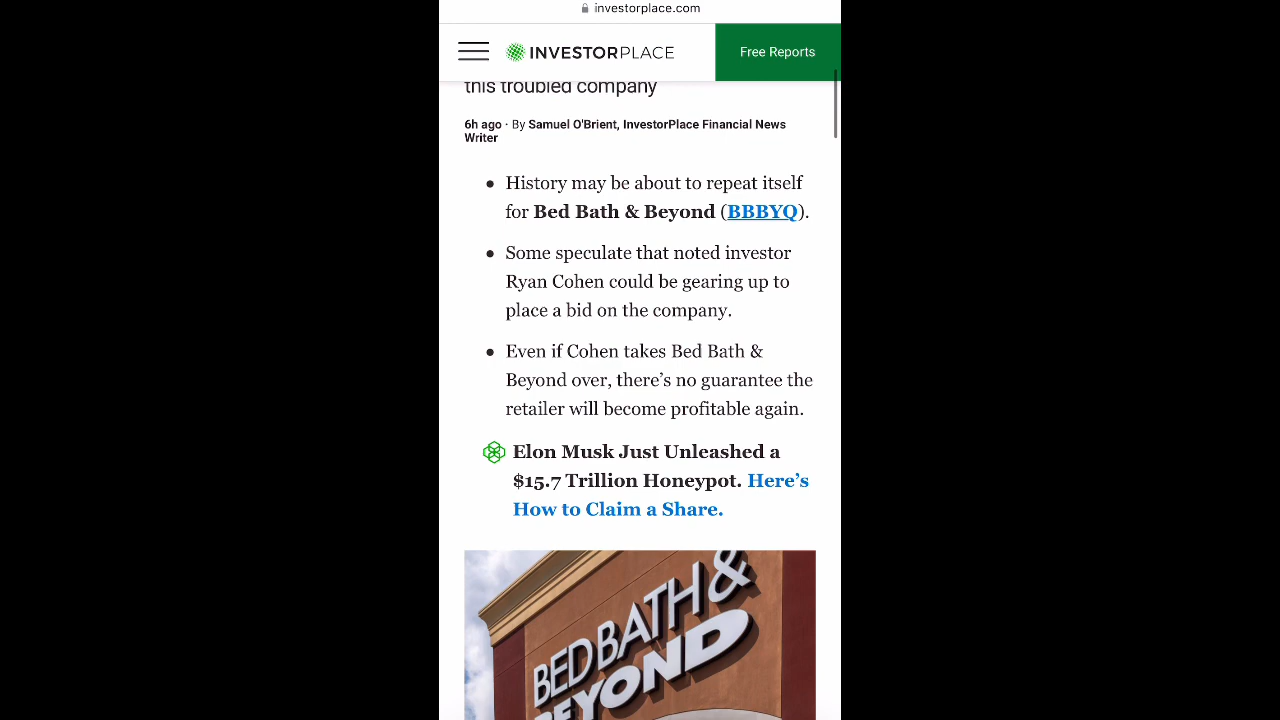 investorplace.com
INVESTORPLACE
Free Reports
this troubled company
6h ago · By Samuel O'Brient, InvestorPlace Financial News
Writer
• History may be about to repeat itself
for Bed Bath & Beyond (BBBYQ).
• Some speculate that noted investor
Ryan Cohen could be gearing up to
place a bid on the company.
• Even if Cohen takes Bed Bath &
Beyond over, there’s no guarantee the
retailer will become profitable again.
Elon Musk Just Unleashed a
$15.7 Trillion Honeypot. Here’s
How to Claim a Share.
BED BATH &
BEYOND